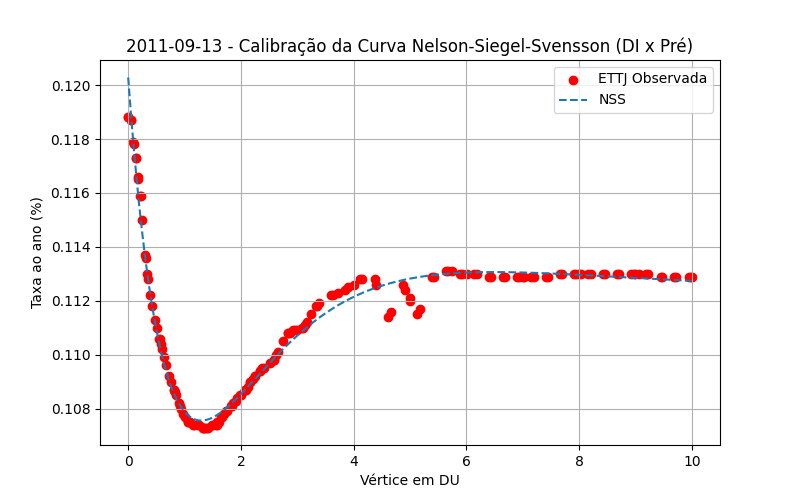 2011-09-13 - Calibração da Curva Nelson-Siegel-Svensson (DI x Pré)
ETTJ Observada
NSS
0.120
0.118
0.116
0.114
0.112
0.110
0.108
Taxa ao ano (%)
0 2 4 6 8 10
Vértice em DU